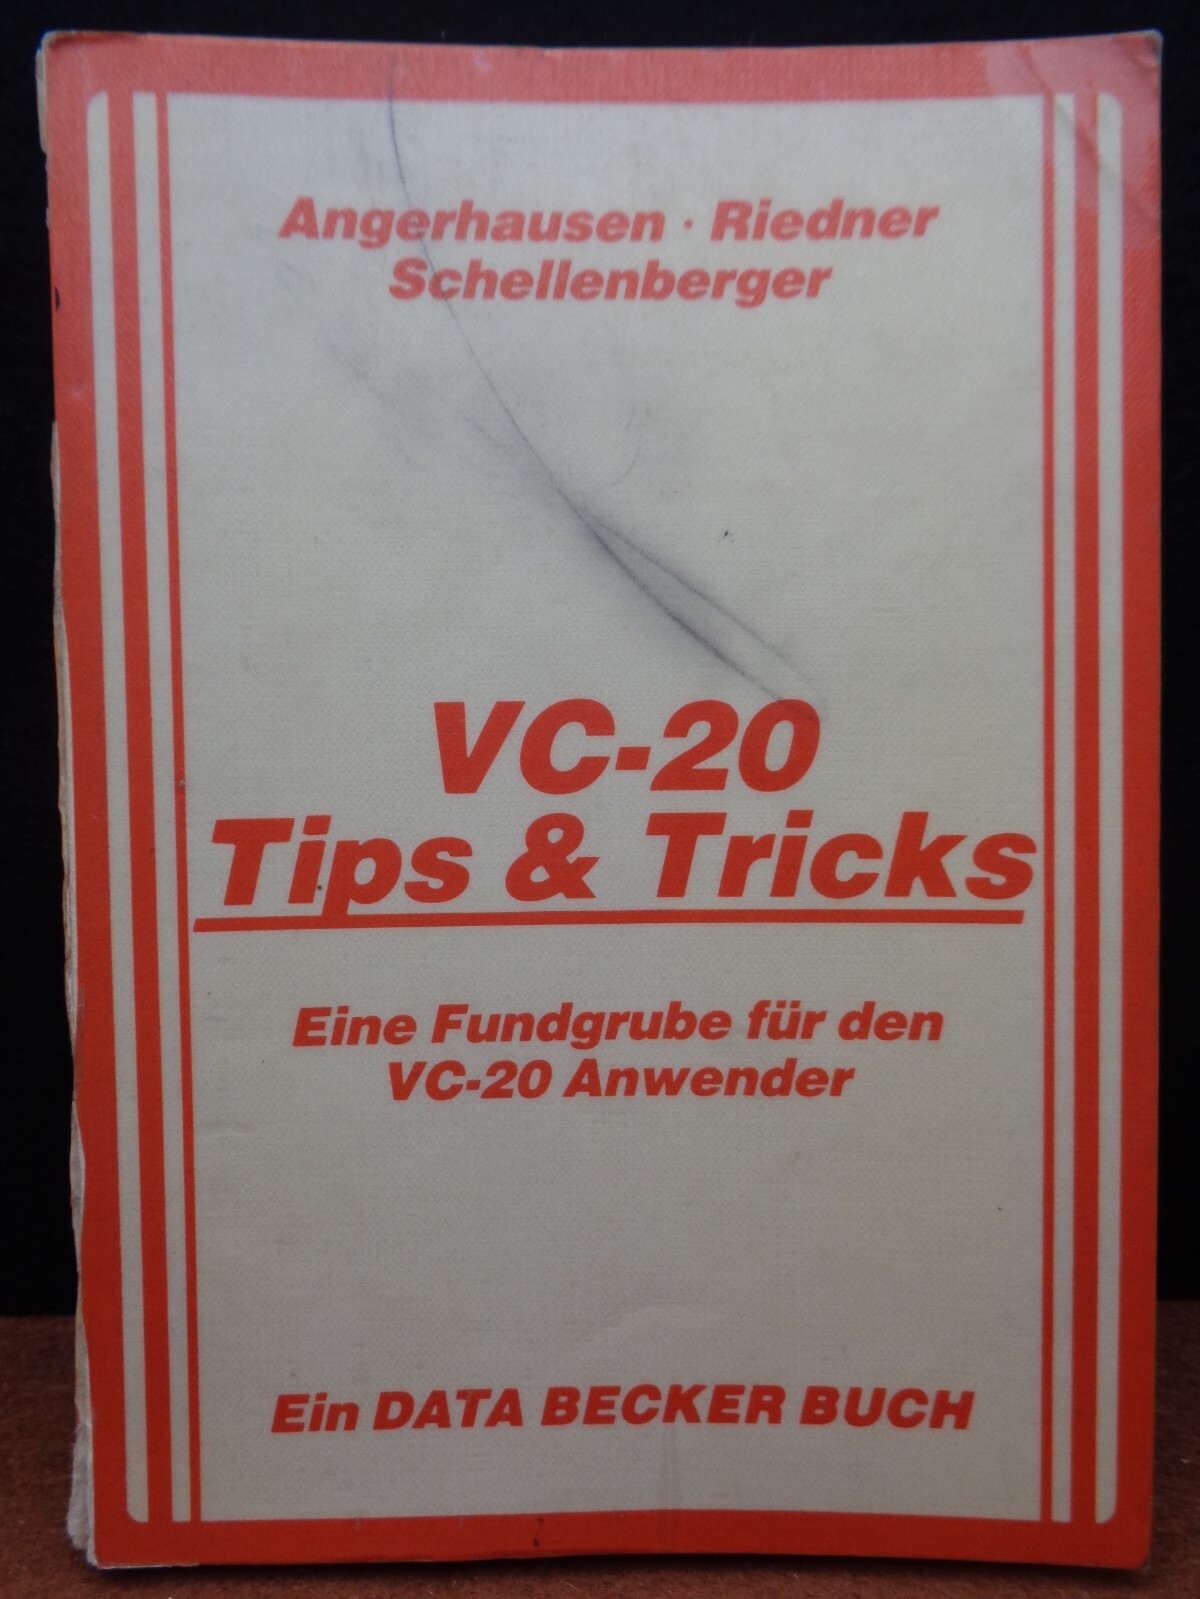 Angerhausen · Riedner
Schellenberger
VC-20
Tips & Tricks
Eine Fundgrube für den
VC-20 Anwender
Ein DATA BECKER BUCH